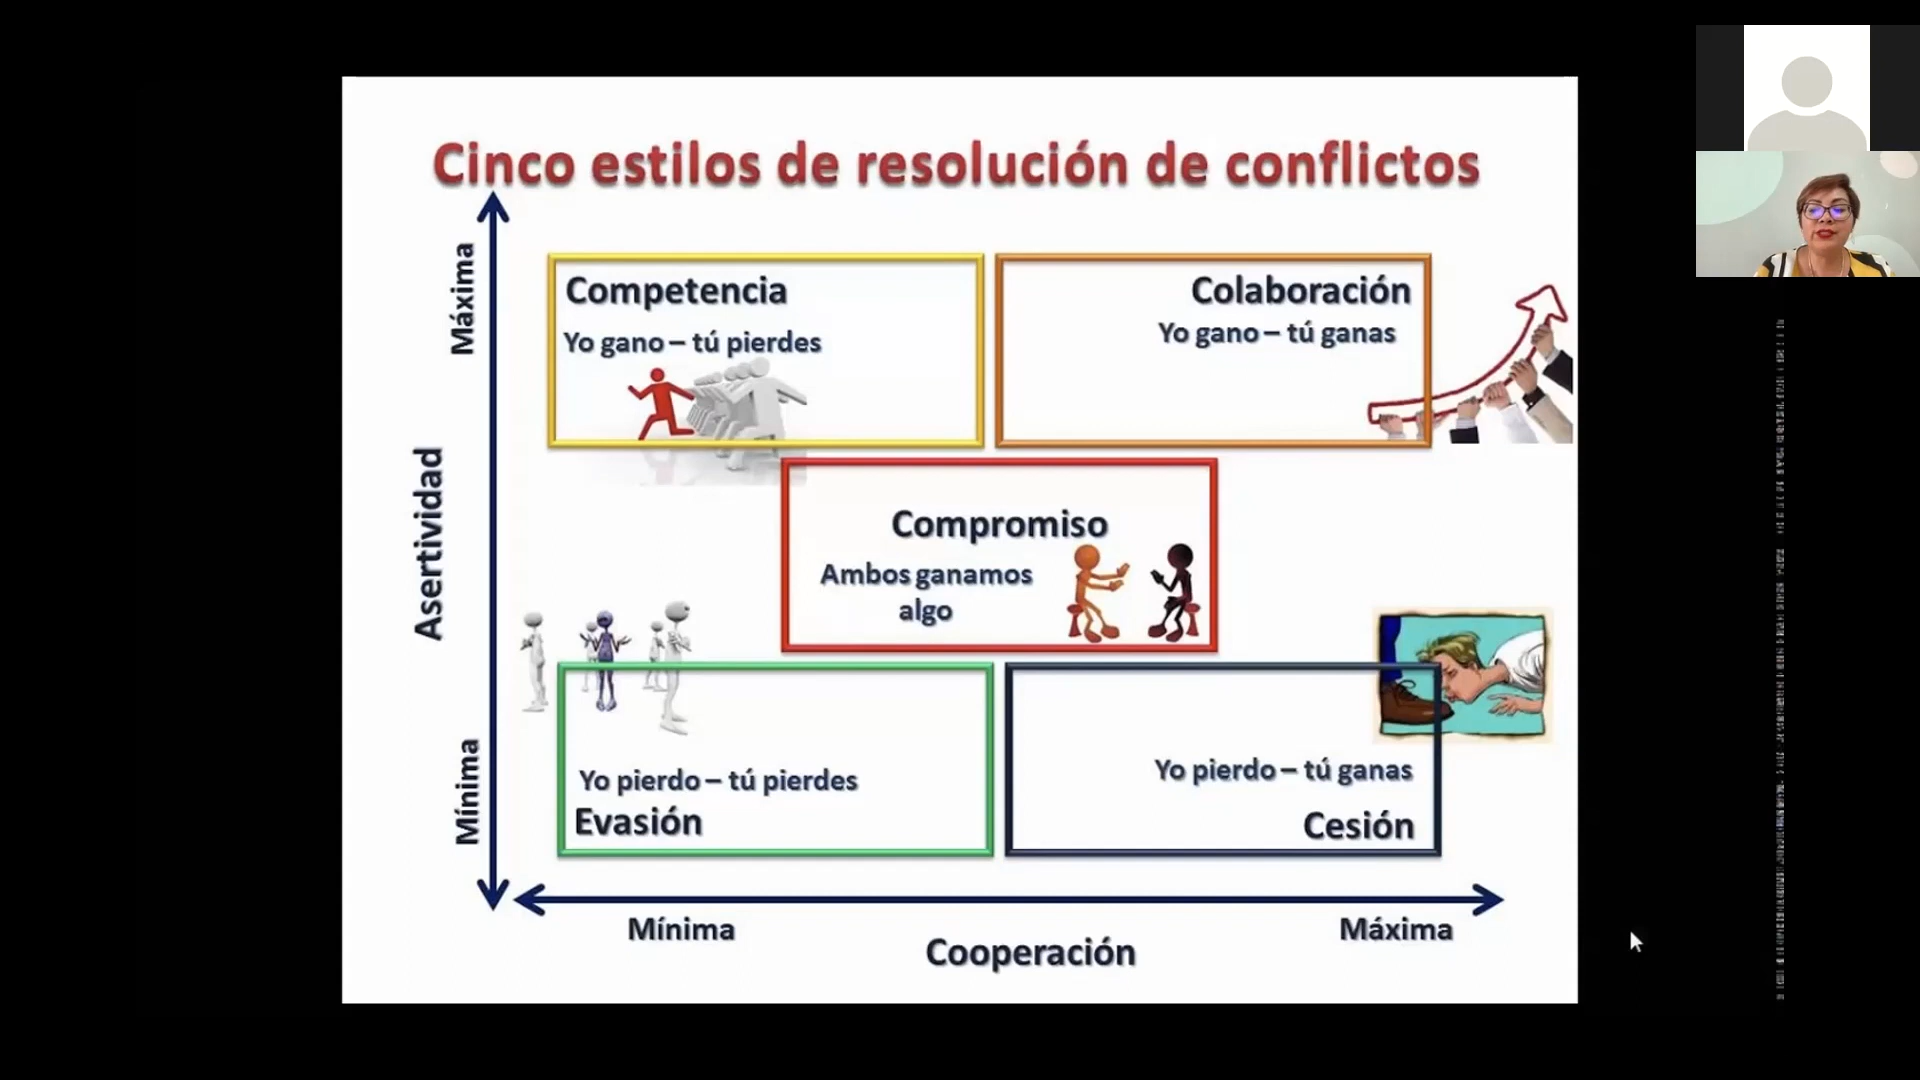 Cinco estilos de resolución de conflictos
Máxima
Asertividad
Mínima
Competencia
Yo gano – tú pierdes
Colaboración
Yo gano – tú ganas
Compromiso
Ambos ganamos
algo
Yo pierdo – tú pierdes
Evasión
Yo pierdo – tú ganas
Cesión
Mínima
Máxima
Cooperación